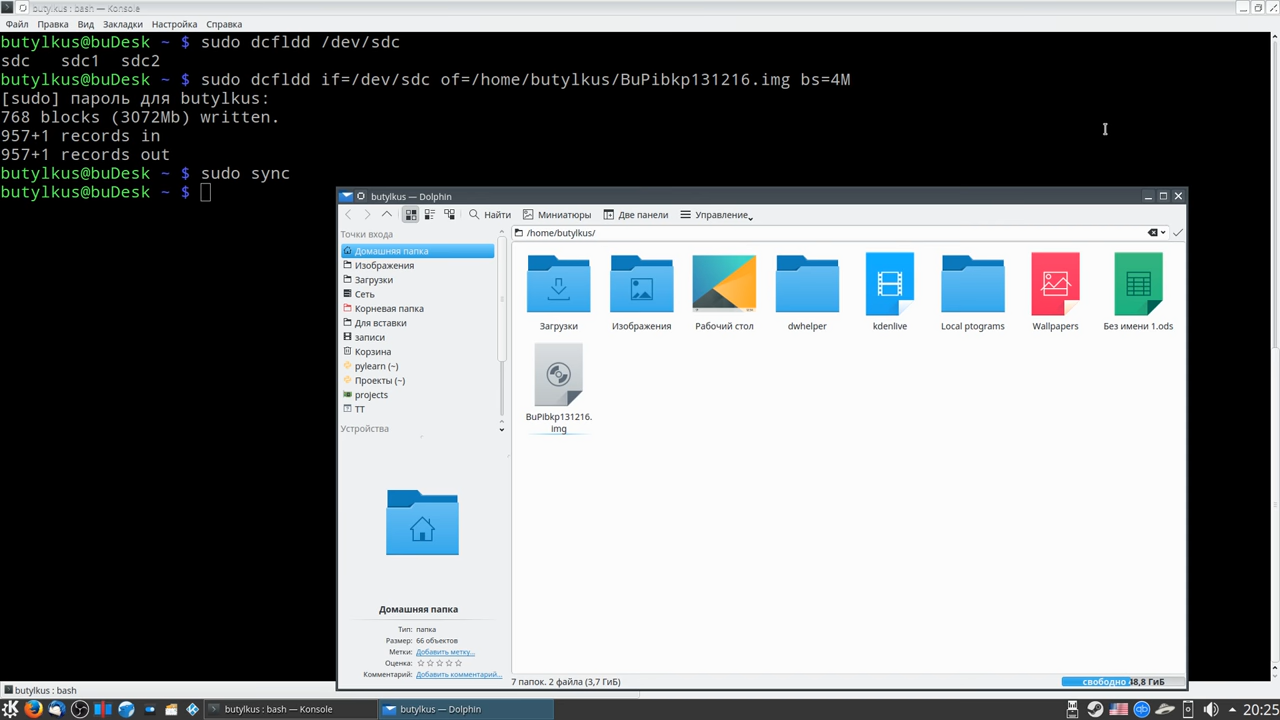 butylkus : bash — Konsole
Файл Правка Вид Закладки Настройка Справка
butylkus@buDesk ~ $ sudo dcfldd /dev/sdc
sdc sdc1 sdc2
butylkus@buDesk ~ $ sudo dcfldd if=/dev/sdc of=/home/butylkus/BuPibkp131216.img bs=4M
[sudo] пароль для butylkus:
768 blocks (3072Mb) written.
957+1 records in
957+1 records out
butylkus@buDesk ~ $ sudo sync
butylkus@buDesk ~ $
butylkus — Dolphin
Найти Миниатюры Две панели Управление
Точки входа
/home/butylkus/
Домашняя папка
Изображения
Загрузки
Сеть
Корневая папка
Для вставки
записи
Корзина
pylearn (~)
Проекты (~)
projects
TT
Устройства
Загрузки
Изображения
Рабочий стол
dwhelper
kdenlive
Local ptograms
Wallpapers
Без имени 1.ods
BuPibkp131216.
img
Домашняя папка
Тип: папка
Размер: 66 объектов
Метки: Добавить метку...
Оценка:
Комментарий: Добавить комментарий...
7 папок. 2 файла (3,7 ГиБ)
свободно 38,8 ГиБ
butylkus : bash
butylkus : bash — Konsole
butylkus — Dolphin
20:25